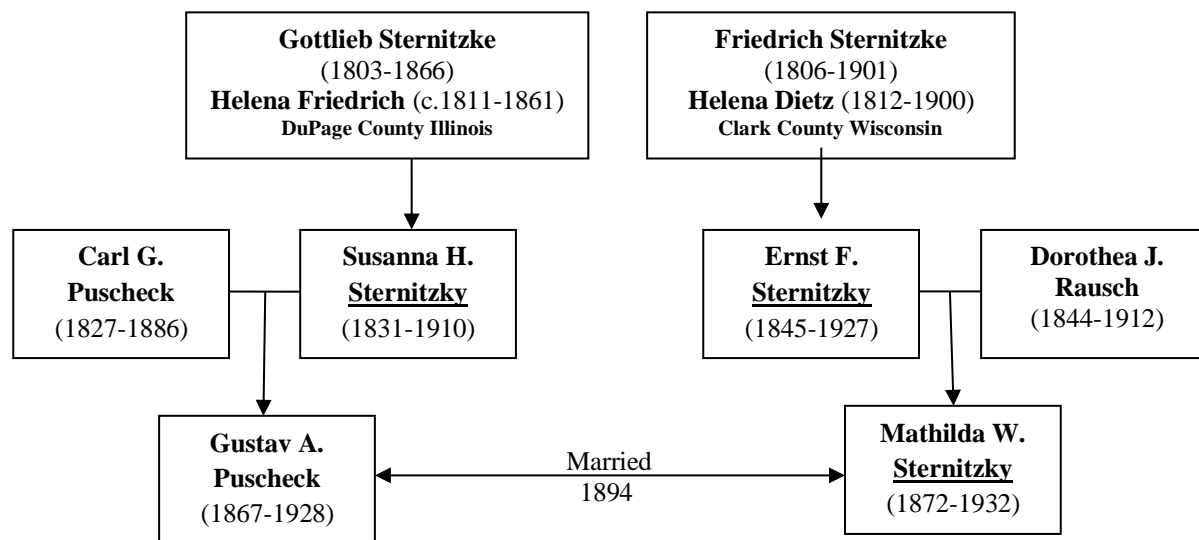 Gottlieb Sternitzke
(1803-1866)
Helena Friedrich (c.1811-1861)
DuPage County Illinois
Friedrich Sternitzke
(1806-1901)
Helena Dietz (1812-1900)
Clark County Wisconsin
Carl G.
Puscheck
(1827-1886)
Susanna H.
Sternitzky
(1831-1910)
Ernst F.
Sternitzky
(1845-1927)
Dorothea J.
Rausch
(1844-1912)
Gustav A.
Puscheck
(1867-1928)
Married
1894
Mathilda W.
Sternitzky
(1872-1932)